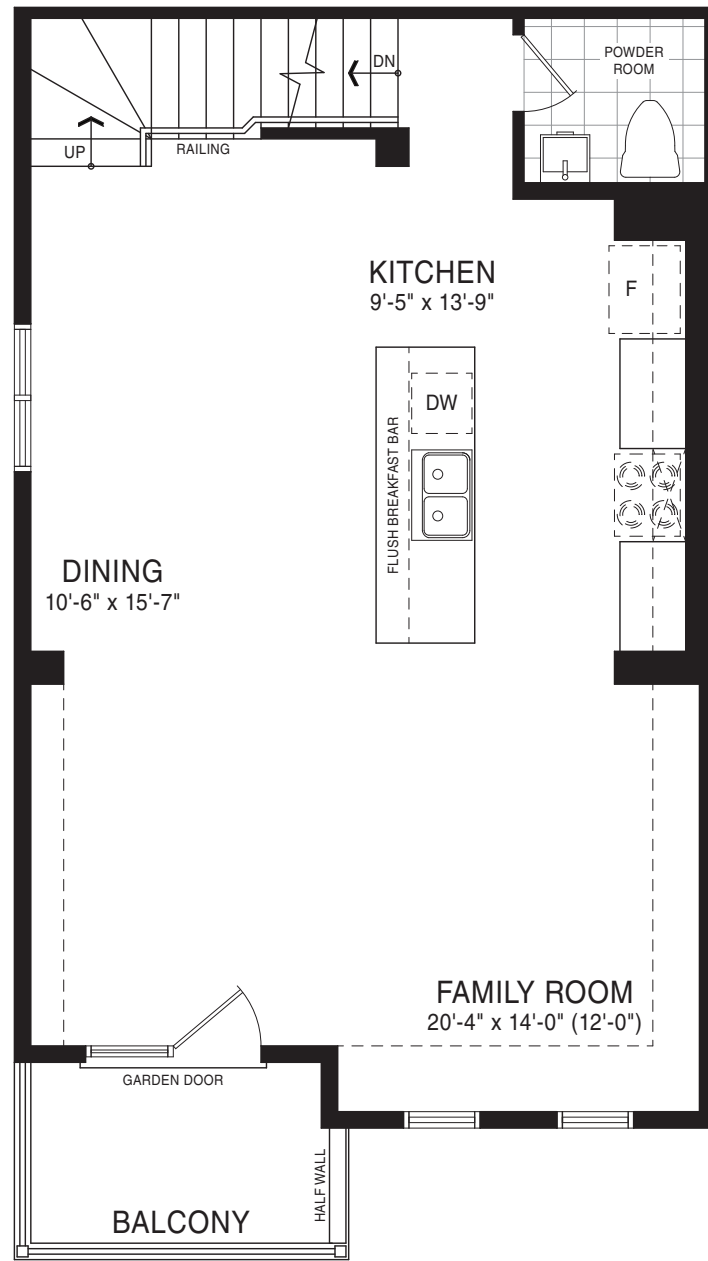 POWDER
ROOM
DN
UP
RAILING
KITCHEN
9'-5" x 13'-9"
F
DW
FLUSH BREAKFAST BAR
DINING
10'-6" x 15'-7"
FAMILY ROOM
20'-4" x 14'-0" (12'-0")
GARDEN DOOR
HALF WALL
BALCONY